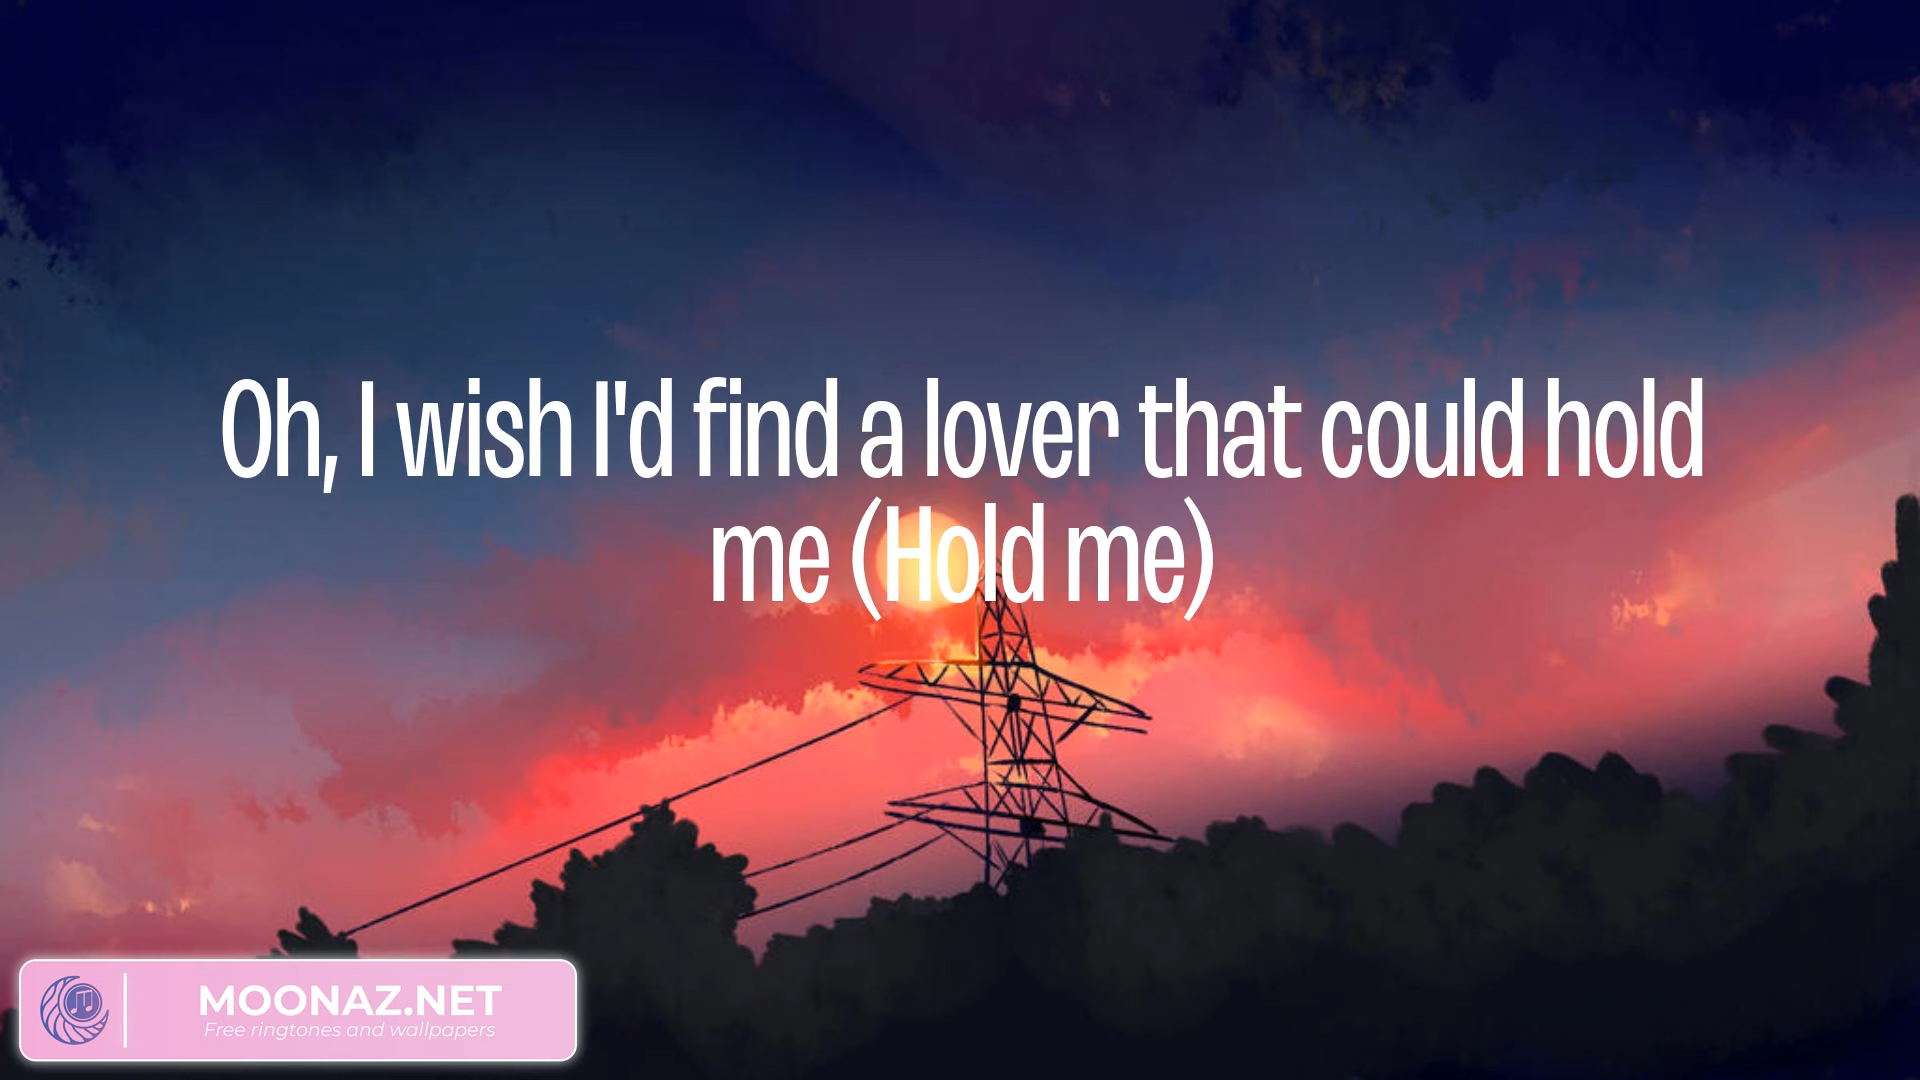 Oh, I wish I'd find a lover that could hold
me (Hold me)
MOONAZ.NET
Free ringtones and wallpapers